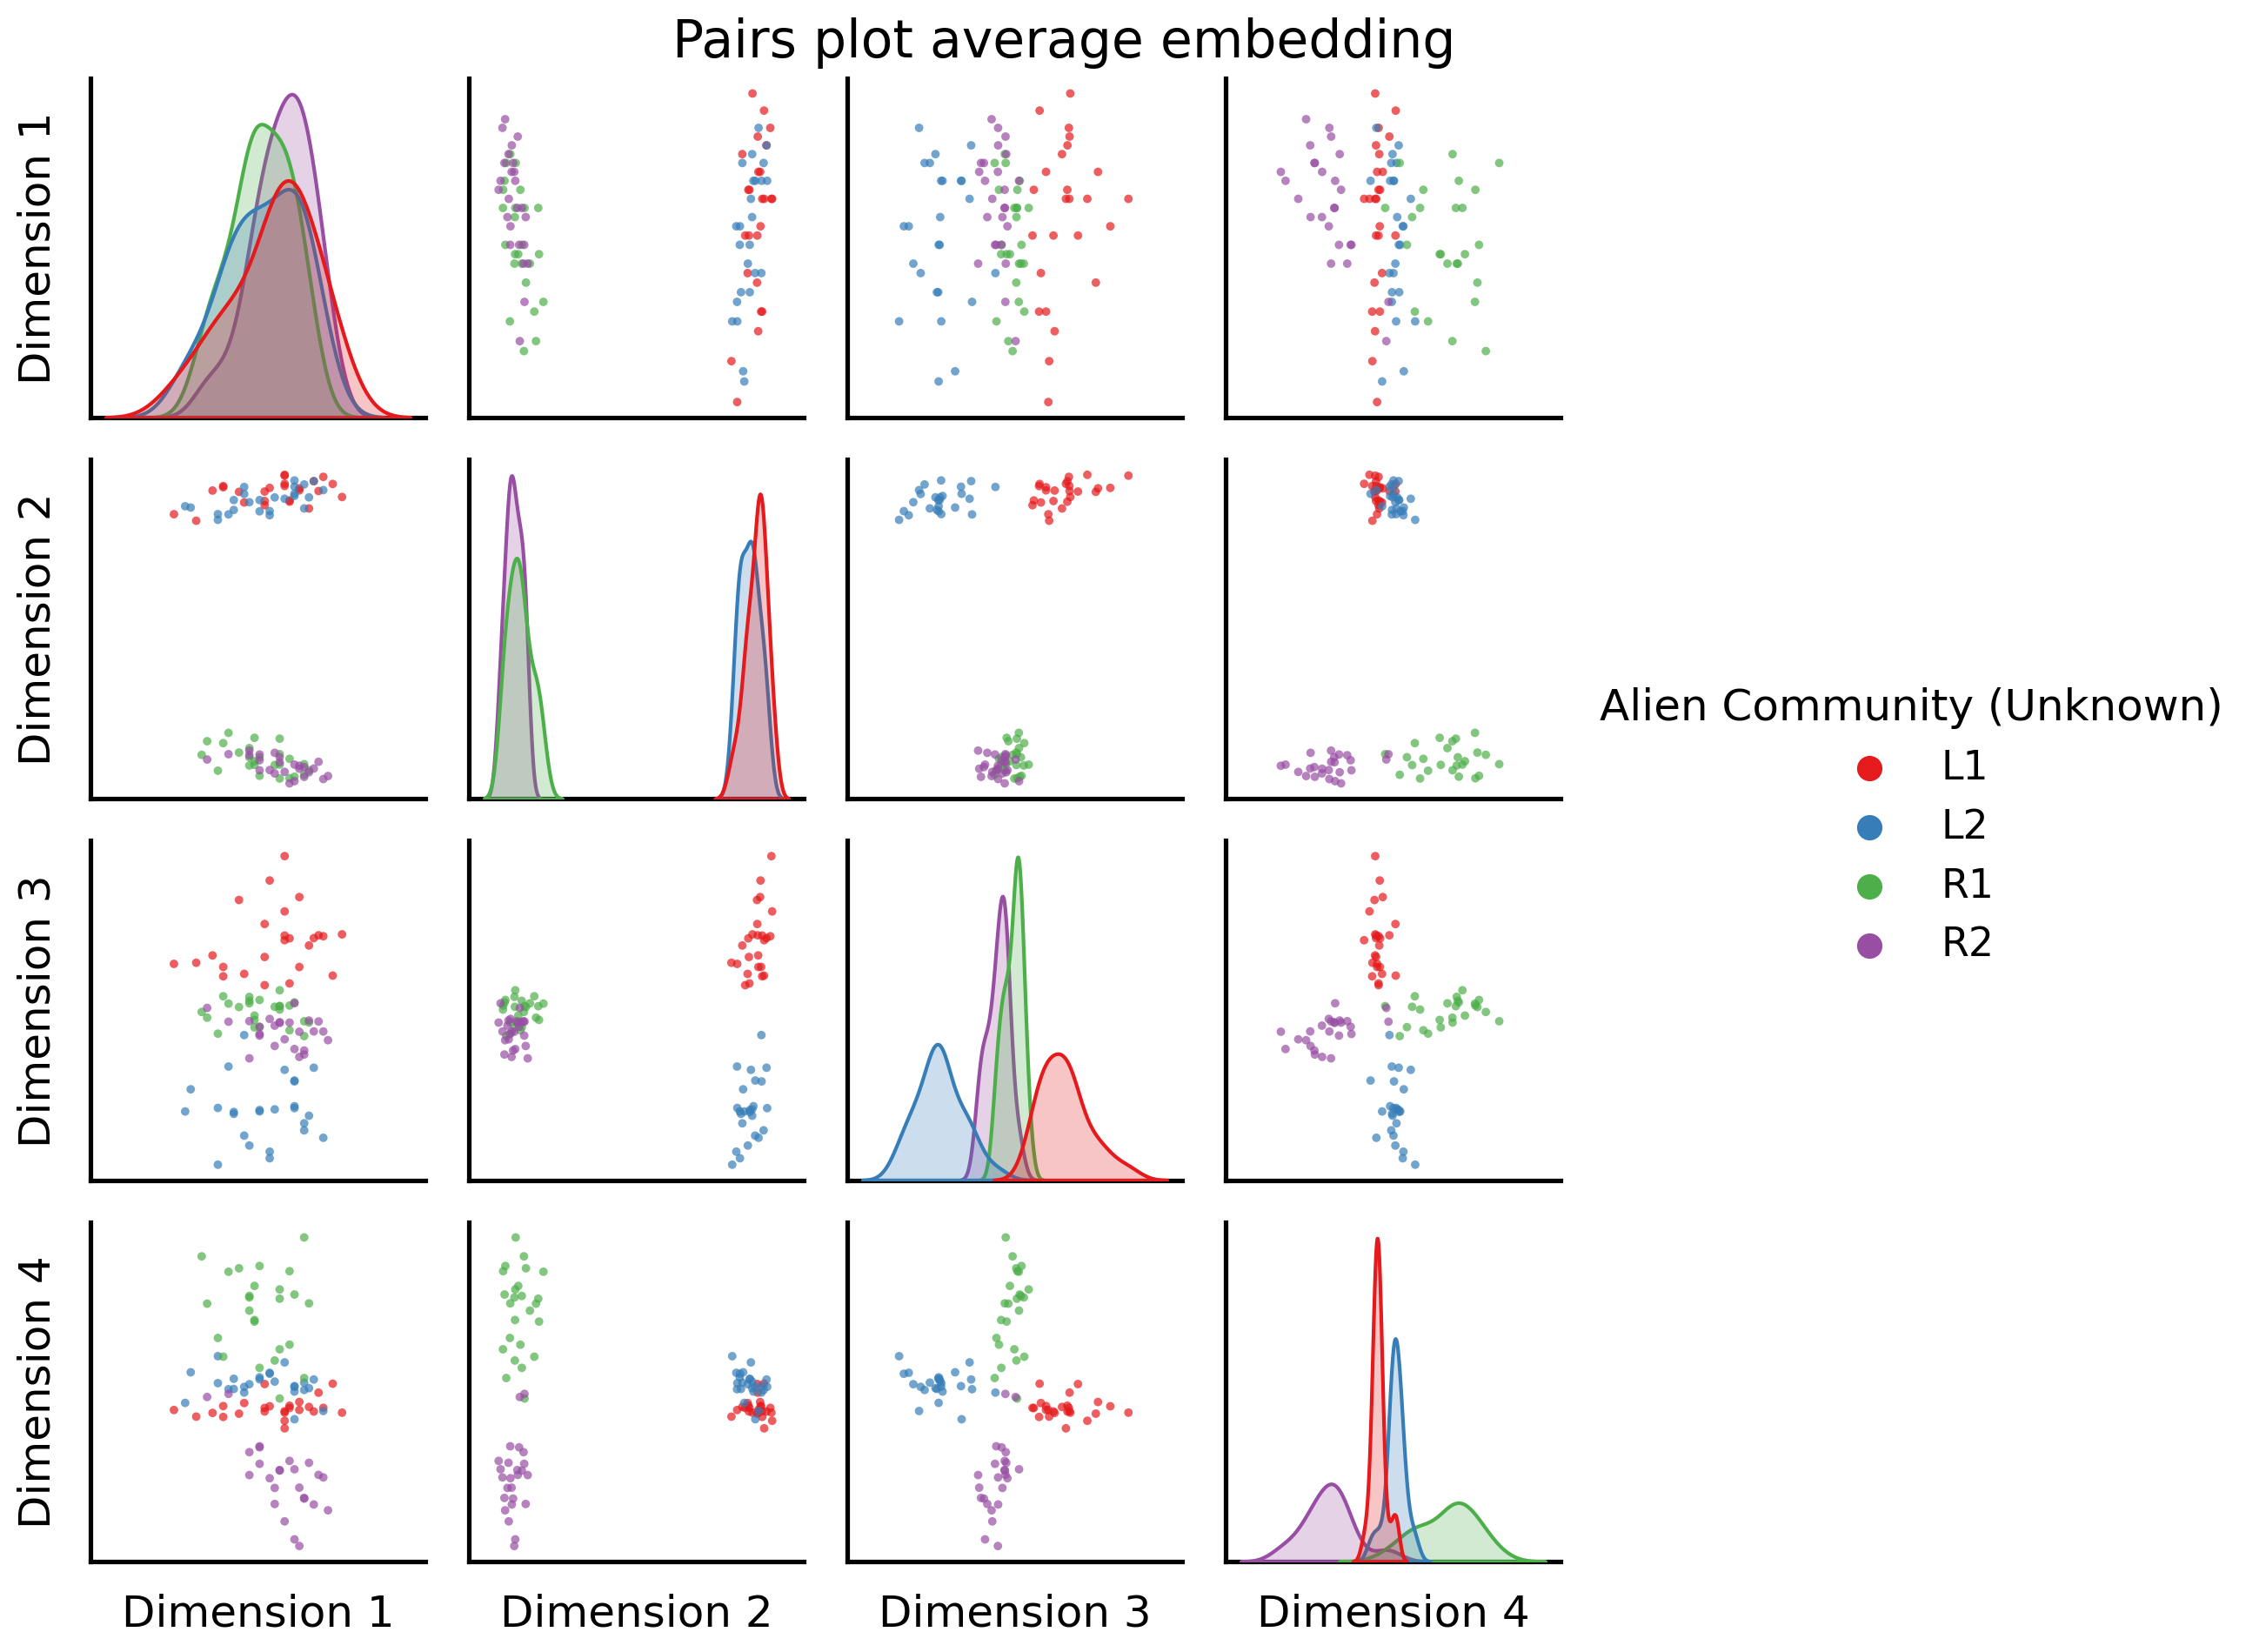 Pairs plot average embedding
Dimension 1
Dimension 2
Dimension 3
Dimension 4
Dimension 1
Dimension 2
Dimension 3
Dimension 4
Alien Community (Unknown)
L1
L2
R1
R2